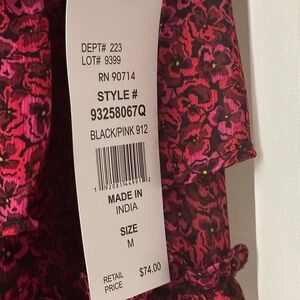 DEPT# 223
LOT# 9399
RN 90714
STYLE #
93258067Q
BLACK/PINK 912
MADE IN
INDIA
SIZE
M
RETAIL
PRICE
$74.00